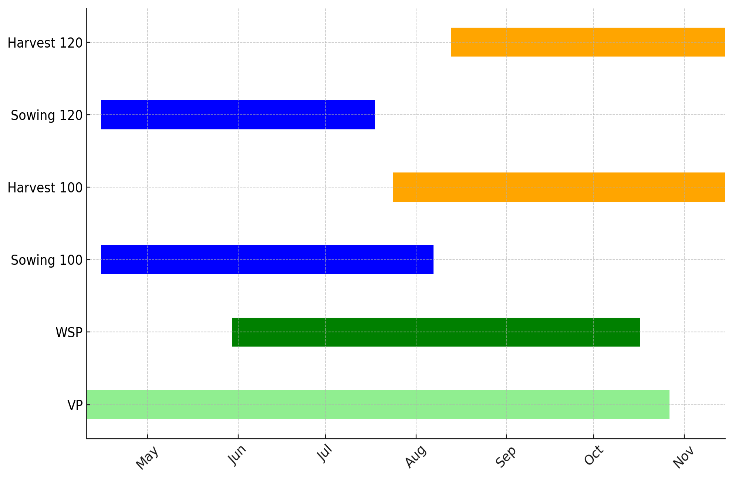 Harvest 120
Sowing 120
Harvest 100
Sowing 100
WSP
VP
May
Jun
Jul
Aug
Sep
Oct
Nov